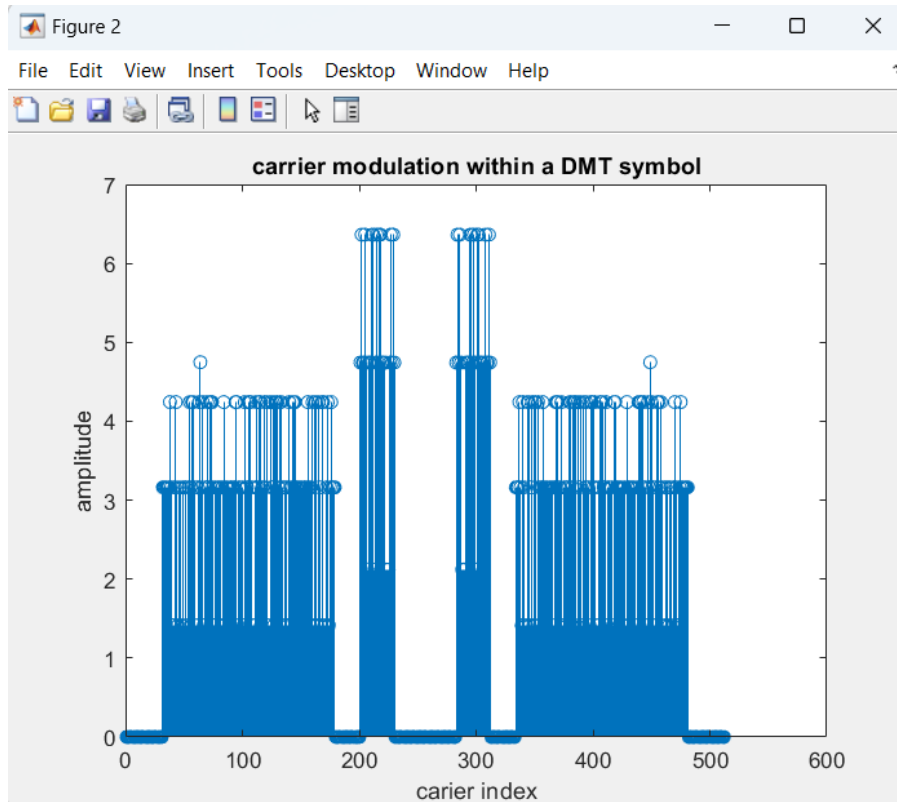 Figure 2
File Edit View Insert Tools Desktop Window Help
carrier modulation within a DMT symbol
7
6
5
4
3
2
1
0
amplitude
0 100 200 300 400 500 600
carier index